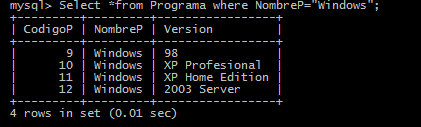 mysql> Select *from Programa where NombreP="Windows";
+---------+---------+-----------------+
| CodigoP | NombreP | Version         |
+---------+---------+-----------------+
|       9 | Windows | 98              |
|      10 | Windows | XP Profesional  |
|      11 | Windows | XP Home Edition |
|      12 | Windows | 2003 Server     |
+---------+---------+-----------------+
4 rows in set (0.01 sec)